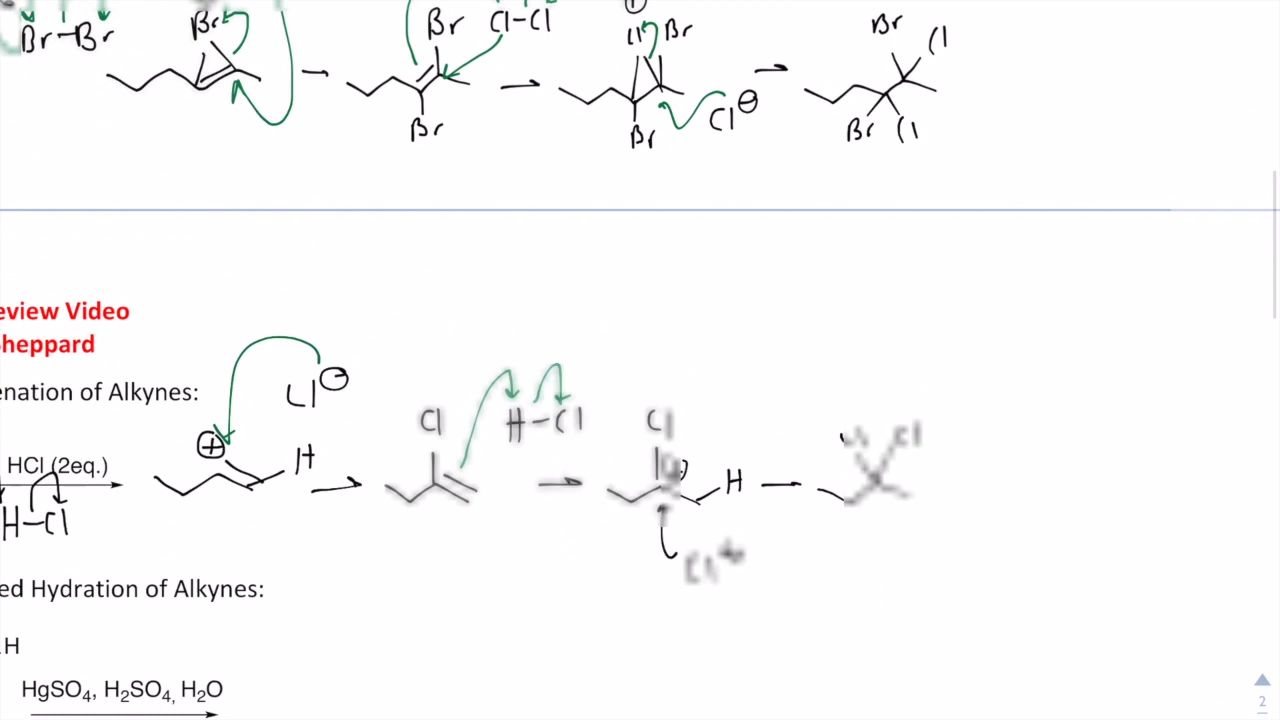 Br-Br Br Br Cl-Cl Cl Br Br Cl
Br Br Cl⊖ Br Cl
eview Video
heppard
enation of Alkynes:
Cl⊖
Cl H-Cl Cl Cl
HCl (2eq.) ⊕ H H
H-Cl Cl
ed Hydration of Alkynes:
H
HgSO₄, H₂SO₄, H₂O
2